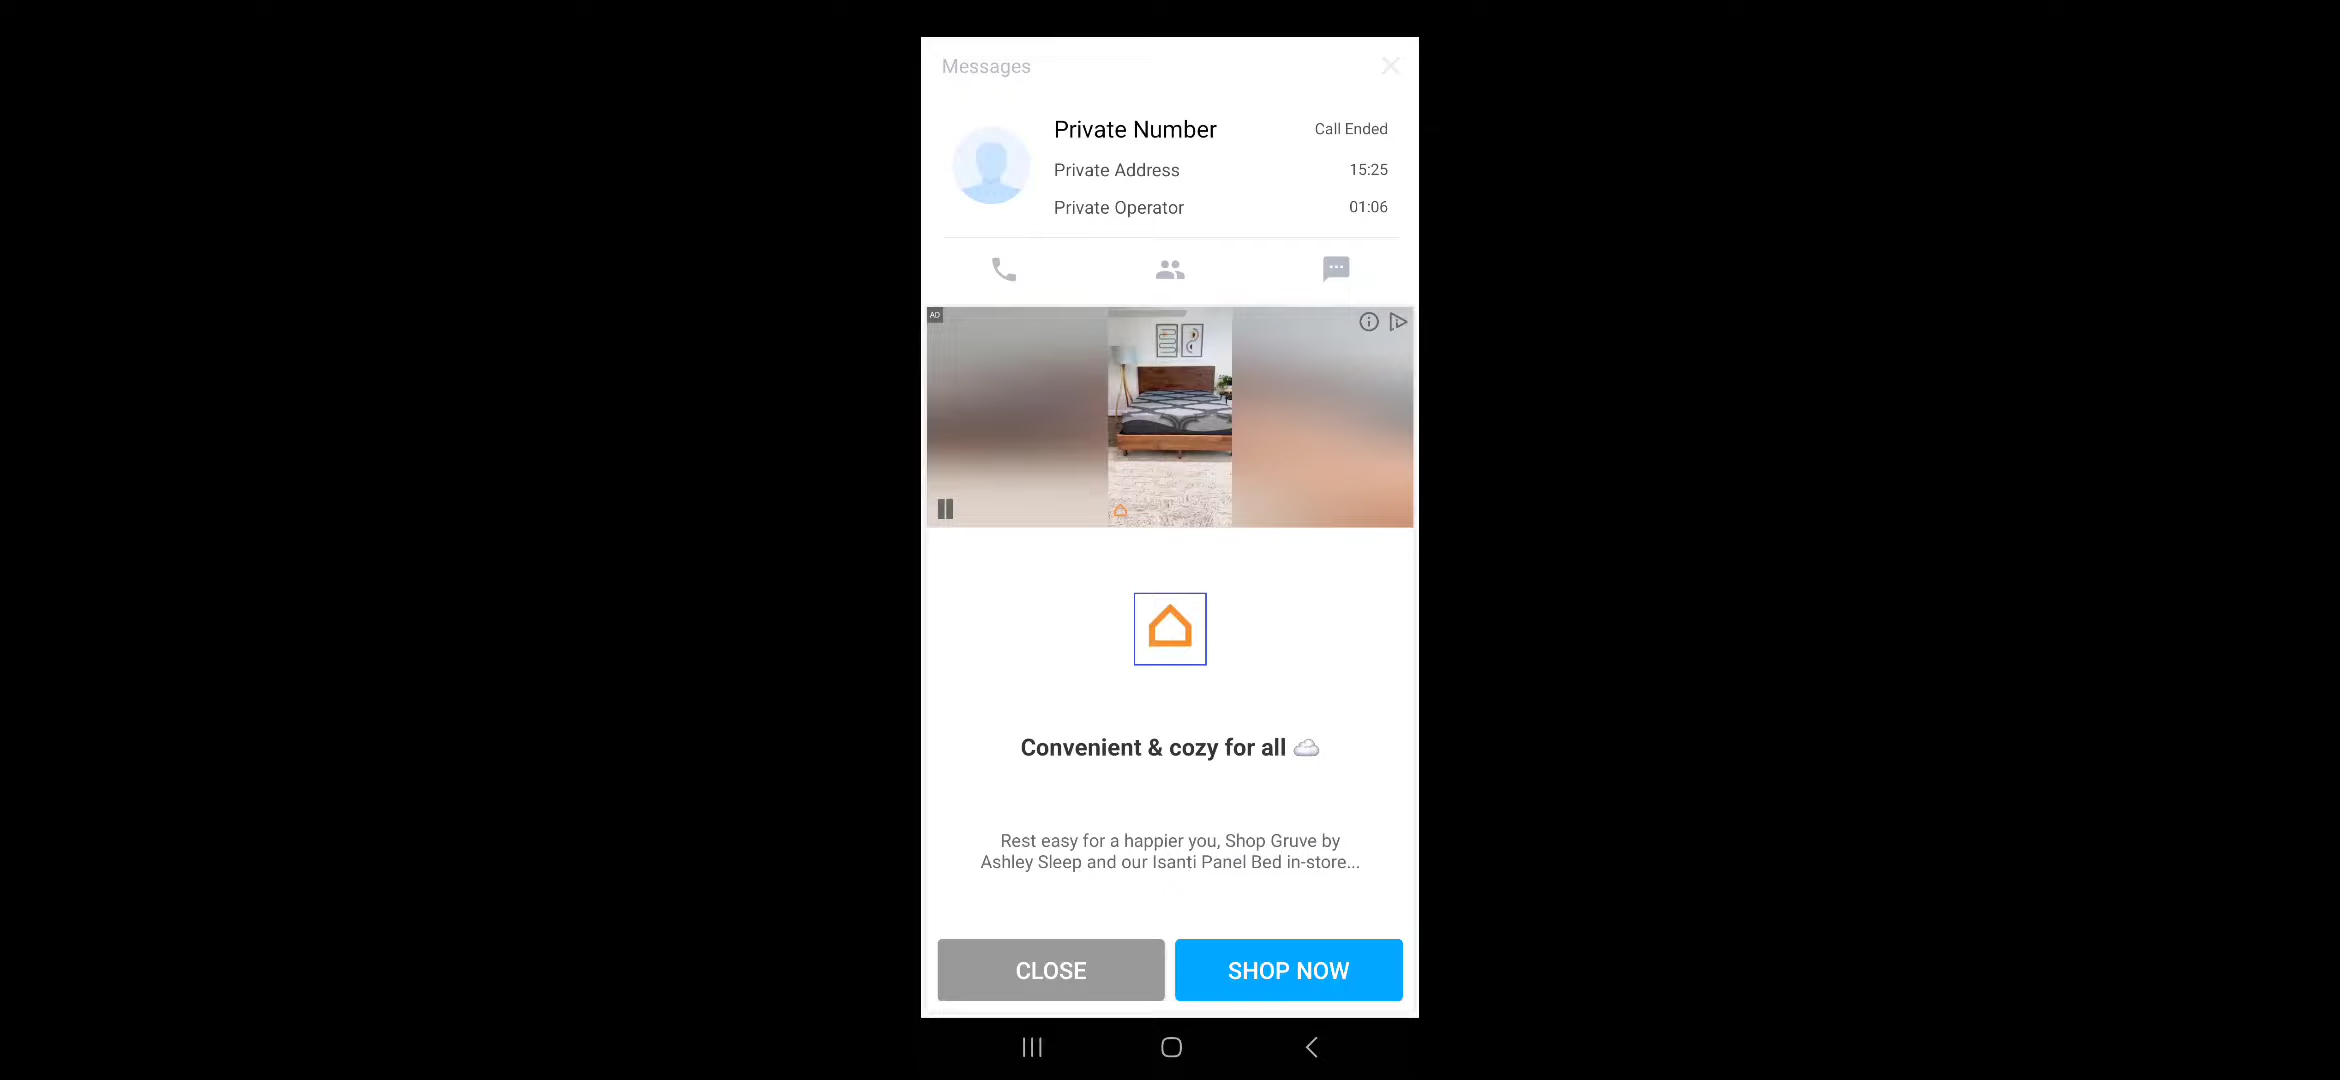 Messages
Private Number
Call Ended
Private Address
15:25
Private Operator
01:06
AD
Convenient & cozy for all ☁️
Rest easy for a happier you, Shop Gruve by
Ashley Sleep and our Isanti Panel Bed in-store...
CLOSE
SHOP NOW